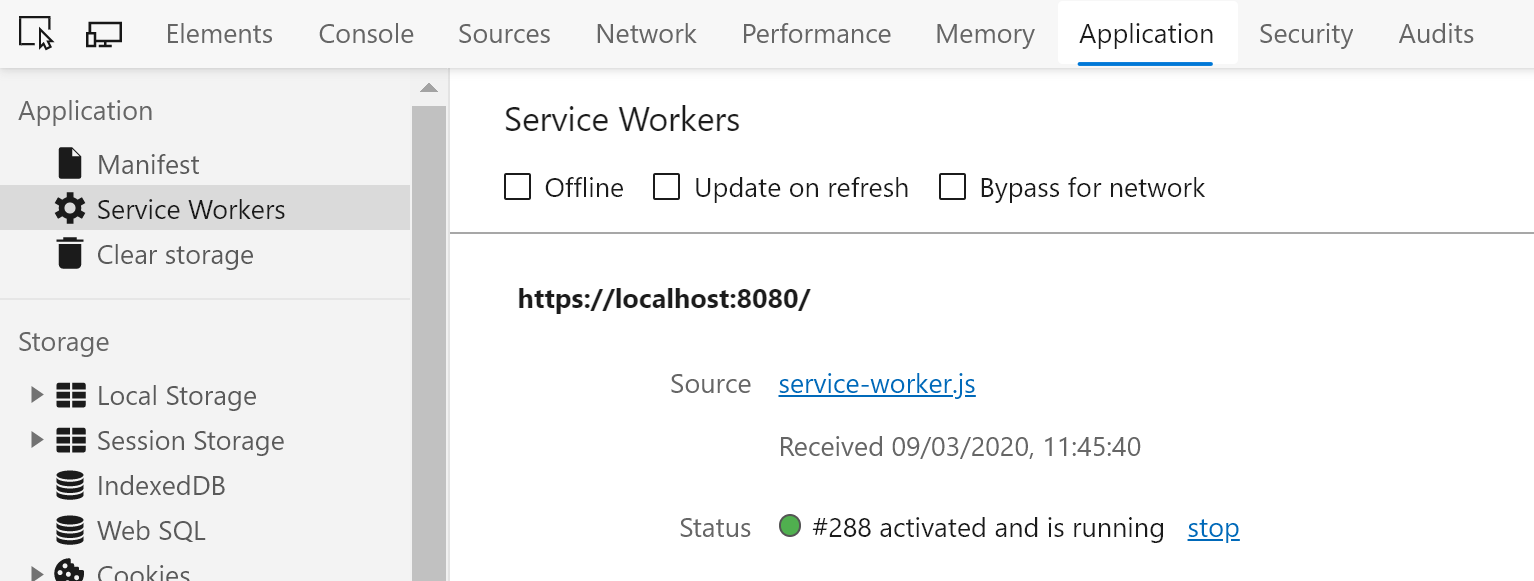 Elements Console Sources Network Performance Memory Application Security Audits
Application
Manifest
Service Workers
Clear storage
Storage
Local Storage
Session Storage
IndexedDB
Web SQL
Cookies
Service Workers
Offline Update on refresh Bypass for network
https://localhost:8080/
Source service-worker.js
Received 09/03/2020, 11:45:40
Status #288 activated and is running stop